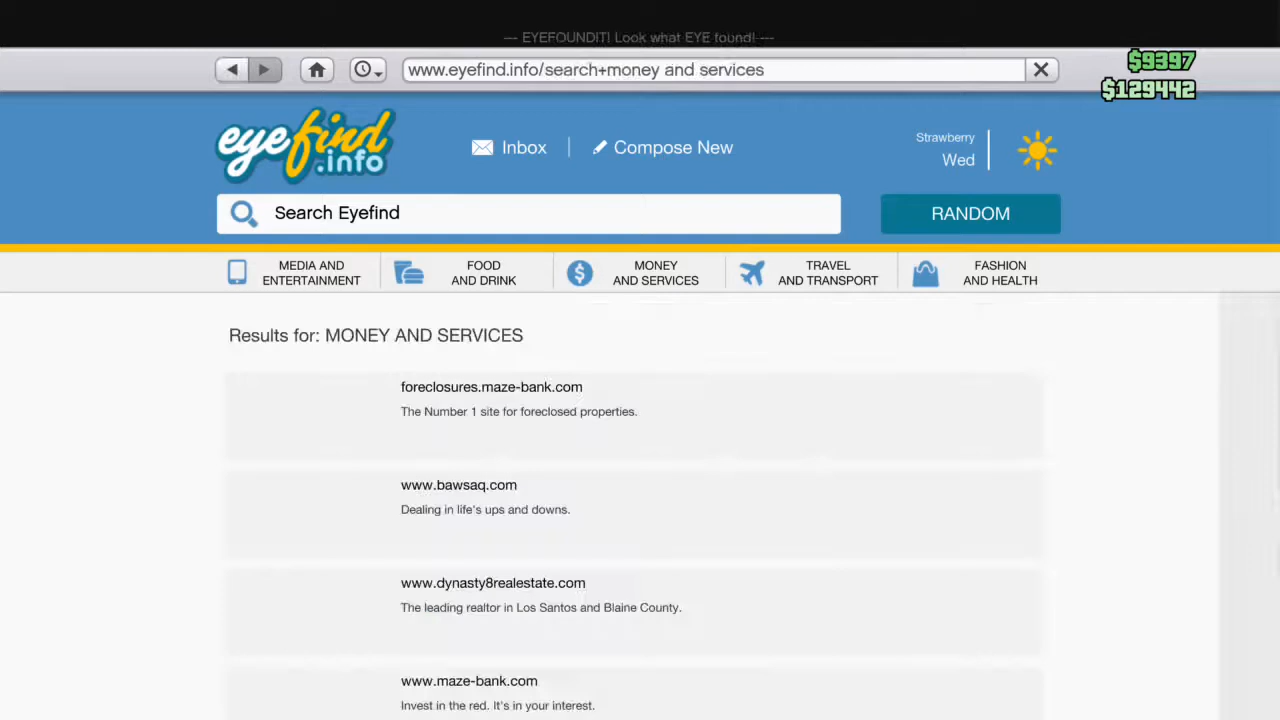 --- EYEFOUNDIT! Look what EYE found! ---
www.eyefind.info/search+money and services
$9397
$129442
eyefind.info
Inbox
Compose New
Strawberry
Wed
Search Eyefind
RANDOM
MEDIA AND ENTERTAINMENT
FOOD AND DRINK
MONEY AND SERVICES
TRAVEL AND TRANSPORT
FASHION AND HEALTH
Results for: MONEY AND SERVICES
foreclosures.maze-bank.com
The Number 1 site for foreclosed properties.
www.bawsaq.com
Dealing in life's ups and downs.
www.dynasty8realestate.com
The leading realtor in Los Santos and Blaine County.
www.maze-bank.com
Invest in the red. It's in your interest.